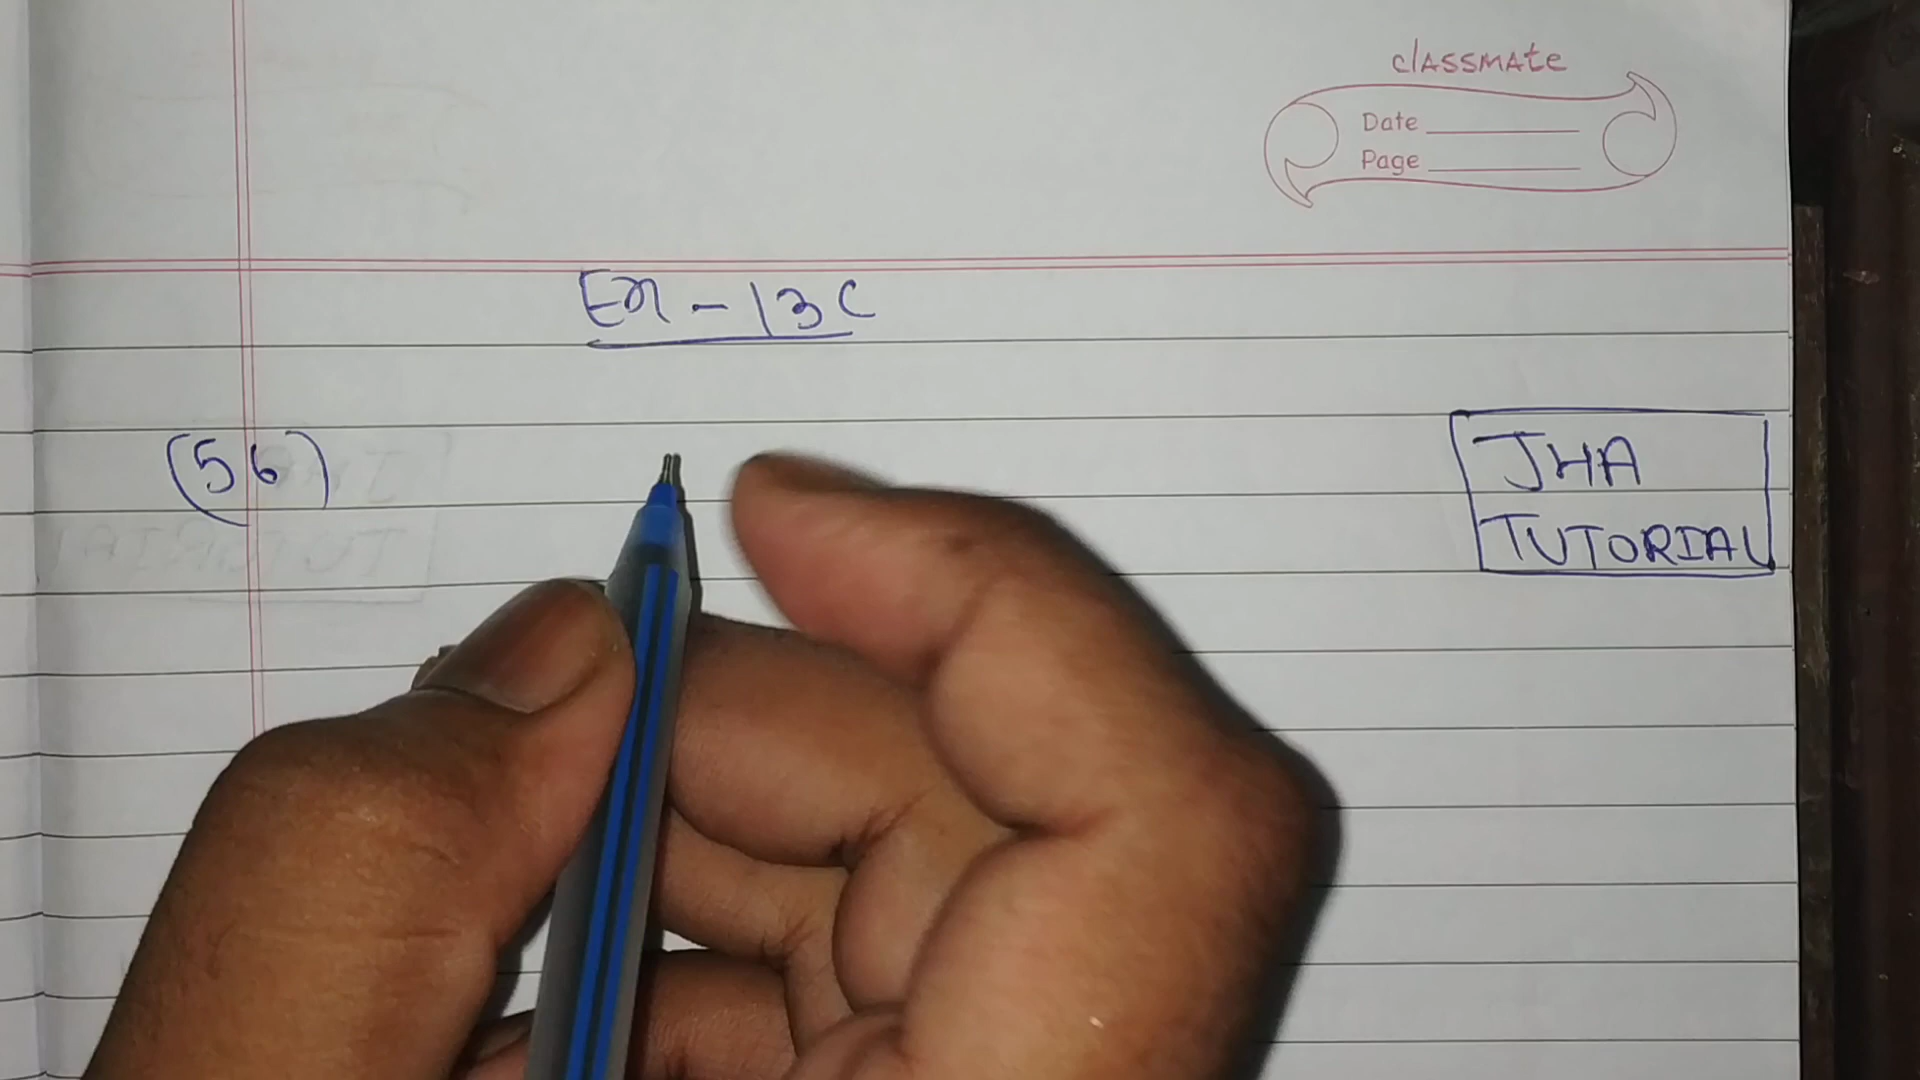 classmate
Date
Page
Ex - 13C
(56)
JHA
TUTORIAL